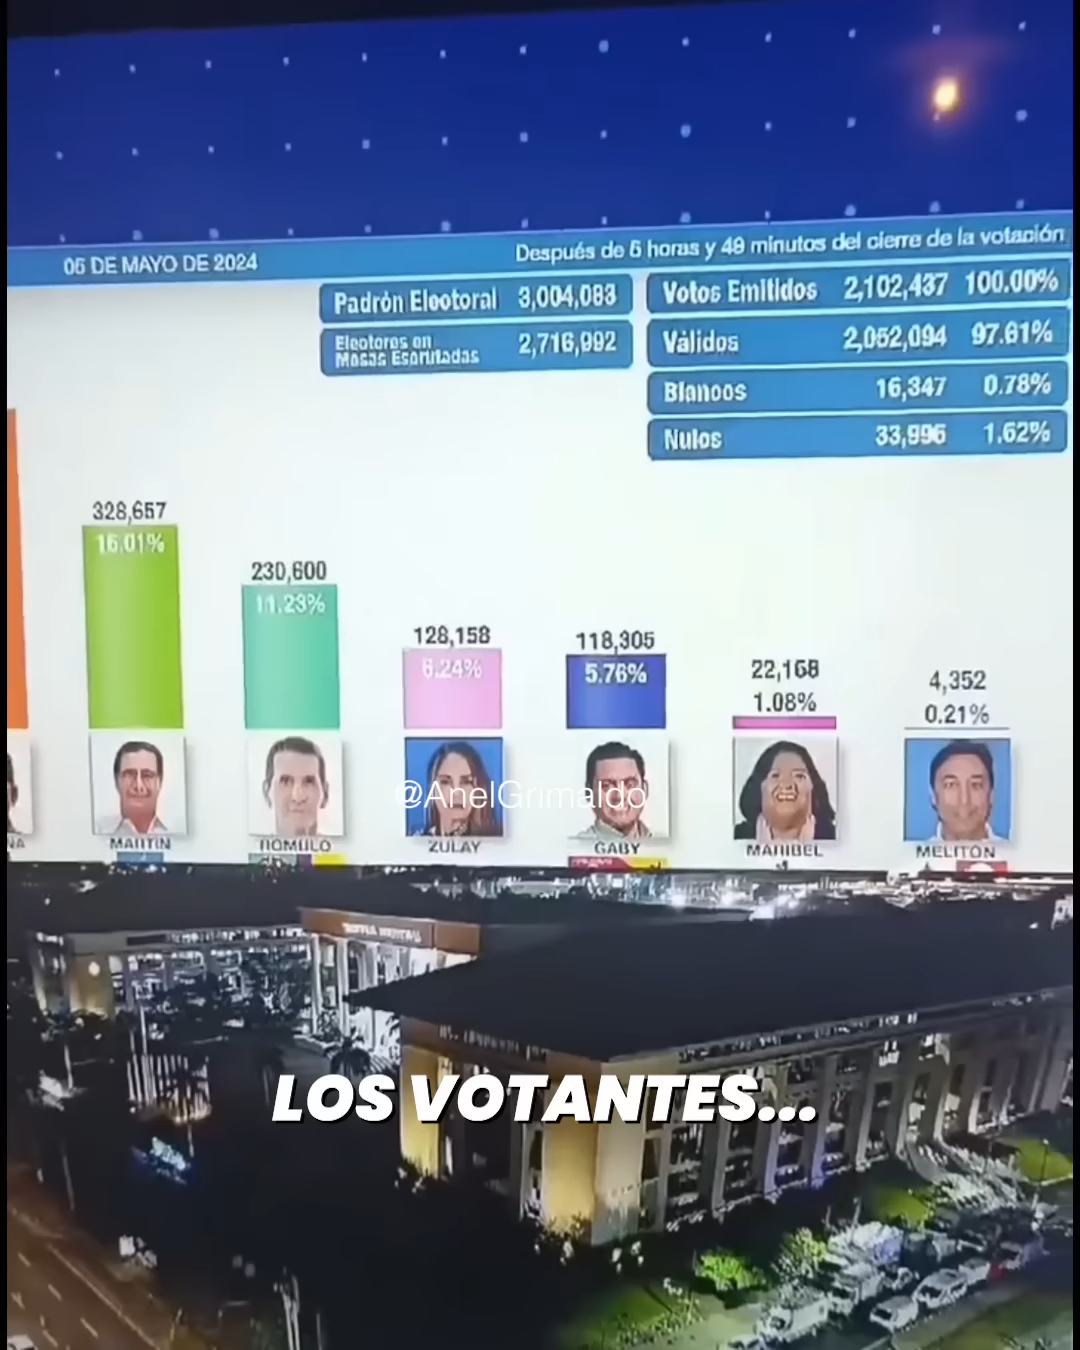 05 DE MAYO DE 2024
Después de 5 horas y 49 minutos del cierre de la votación
Padrón Electoral 3,004,083
Electores en
Mesas Escrutadas 2,716,992
Votos Emitidos 2,102,437 100.00%
Válidos 2,052,094 97.61%
Blancos 16,347 0.78%
Nulos 33,996 1.62%
328,657
16.01%
230,600
11.23%
128,158
6.24%
118,305
5.76%
22,168
1.08%
4,352
0.21%
@AnelGrimaldo
NA MARTIN ROMULO ZULAY GABY MARIBEL MELITON
LOS VOTANTES...